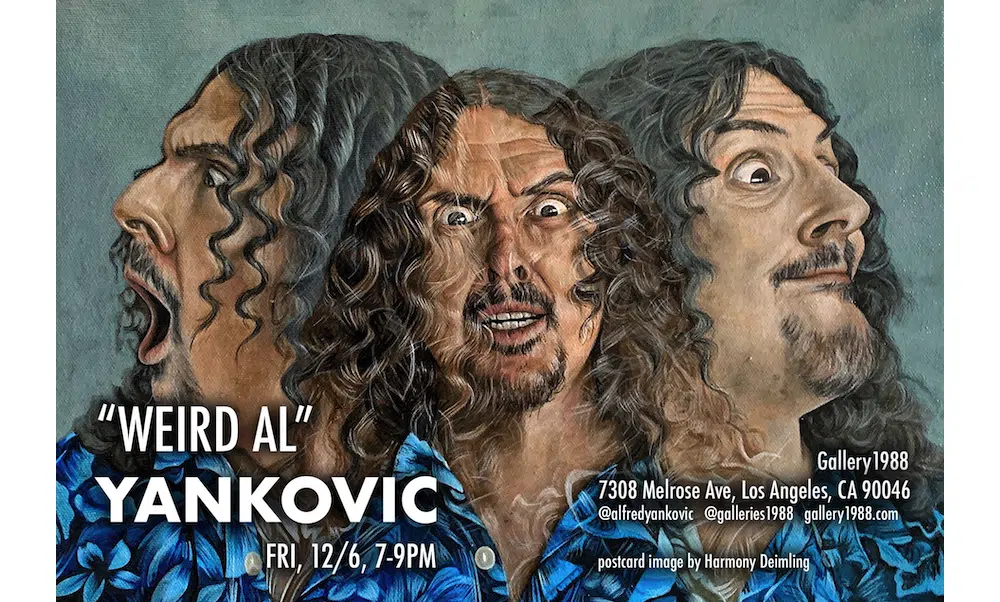 “WEIRD AL”
YANKOVIC
FRI, 12/6, 7-9PM
Gallery1988
7308 Melrose Ave, Los Angeles, CA 90046
@alfredyankovic @galleries1988 gallery1988.com
postcard image by Harmony Deimling